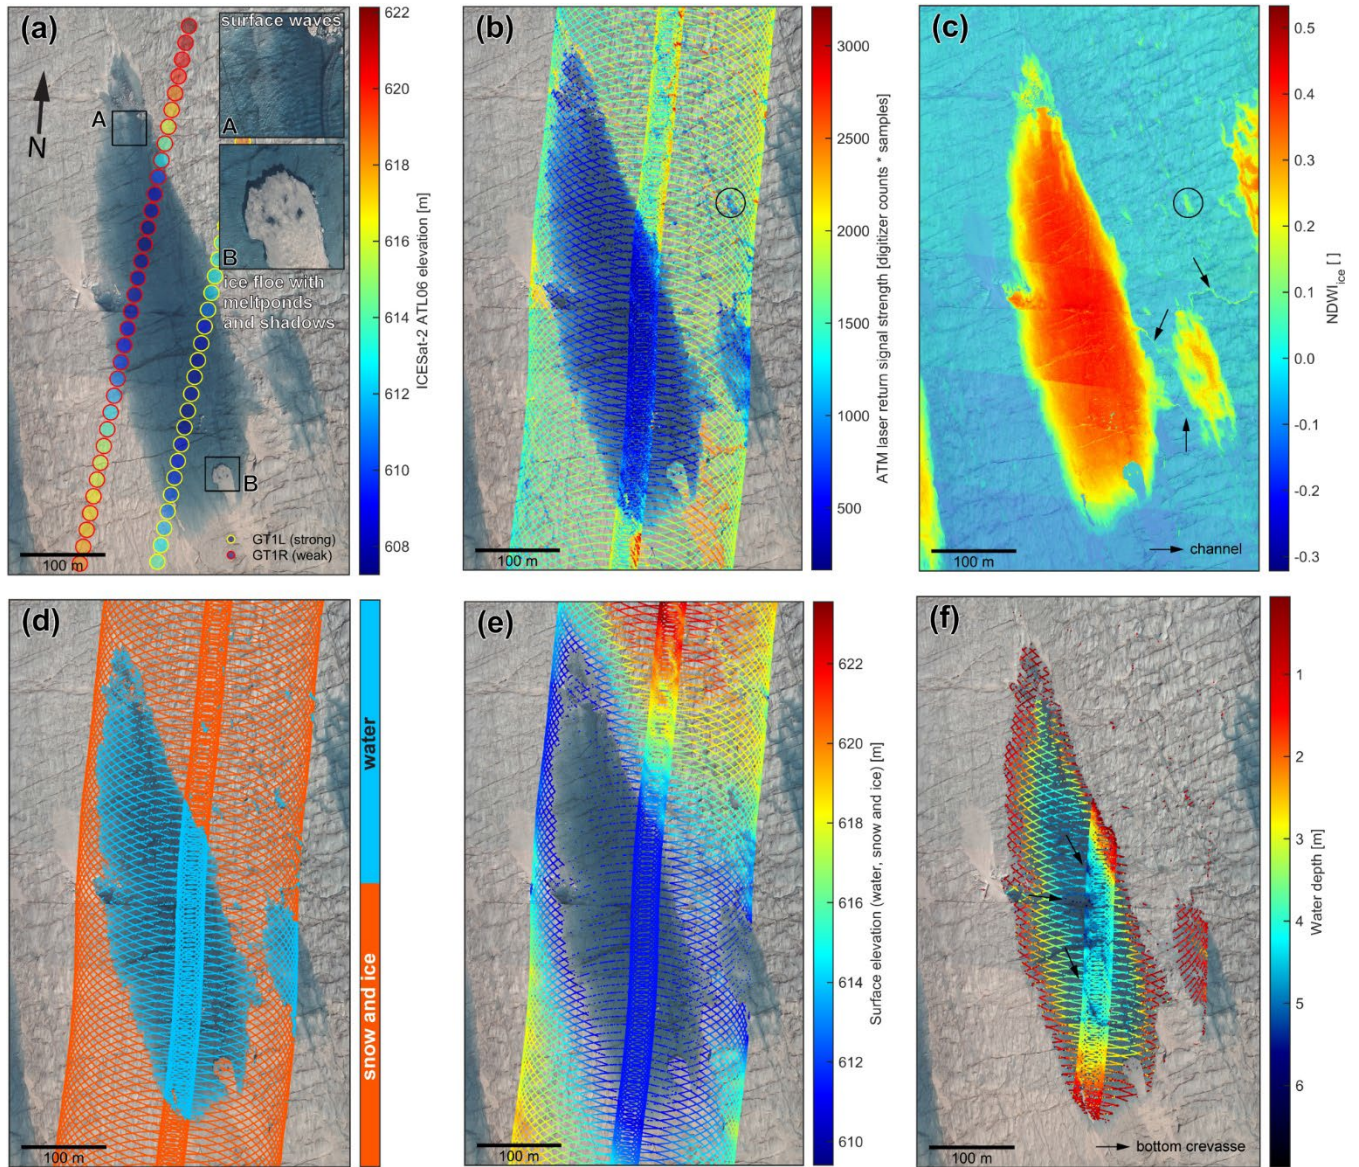 (a)
surface waves
A
A
N
B
ice floe with
meltponds
and shadows
B
GT1L (strong)
GT1R (weak)
100 m
622
620
618
616
614
612
610
608
ICESat-2 ATL06 elevation [m]
(b)
100 m
3000
2500
2000
1500
1000
500
ATM laser return signal strength [digitizer counts * samples]
(c)
100 m
channel
0.5
0.4
0.3
0.2
0.1
0.0
-0.1
-0.2
-0.3
NDWIice [ ]
(d)
100 m
water
snow and ice
(e)
100 m
622
620
618
616
614
612
610
Surface elevation (water, snow and ice) [m]
(f)
100 m
bottom crevasse
1
2
3
4
5
6
Water depth [m]